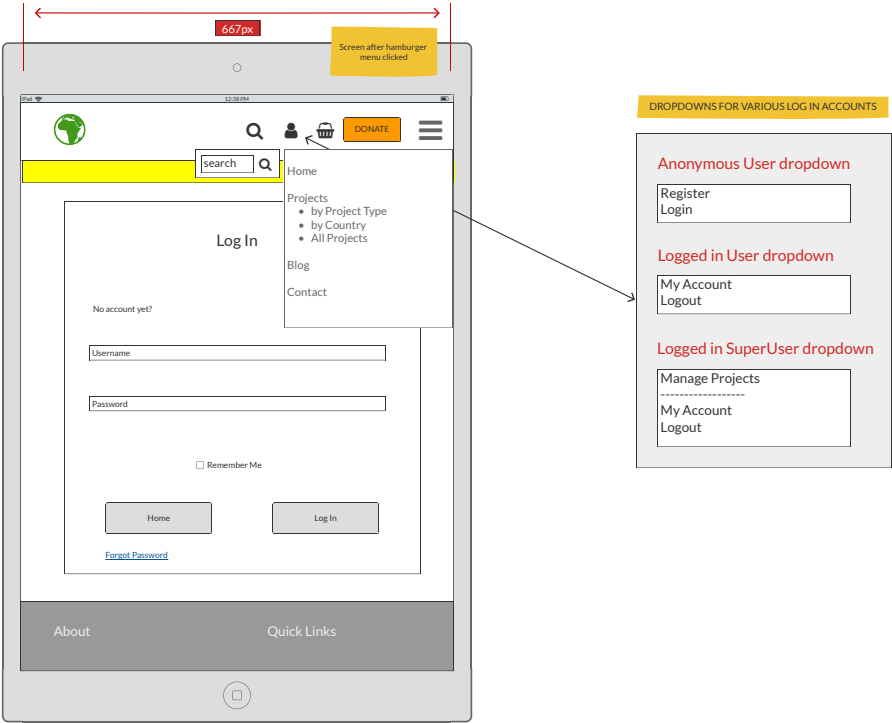 667px
Screen after hamburger
menu clicked
iPad
12:38 PM
DONATE
search
Home
Projects
by Project Type
by Country
All Projects
Blog
Contact
Log In
No account yet?
Username
Password
Remember Me
Home
Log In
Forgot Password
About
Quick Links
DROPDOWNS FOR VARIOUS LOG IN ACCOUNTS
Anonymous User dropdown
Register
Login
Logged in User dropdown
My Account
Logout
Logged in SuperUser dropdown
Manage Projects
------------------
My Account
Logout